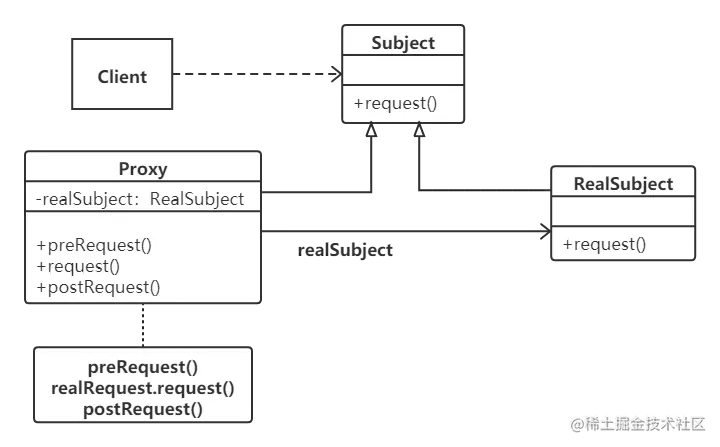 Subject
Client
+request()
Proxy
-realSubject: RealSubject
RealSubject
+preRequest()
+request()
+postRequest()
+request()
realSubject
preRequest()
realRequest.request()
postRequest()
@稀土掘金技术社区